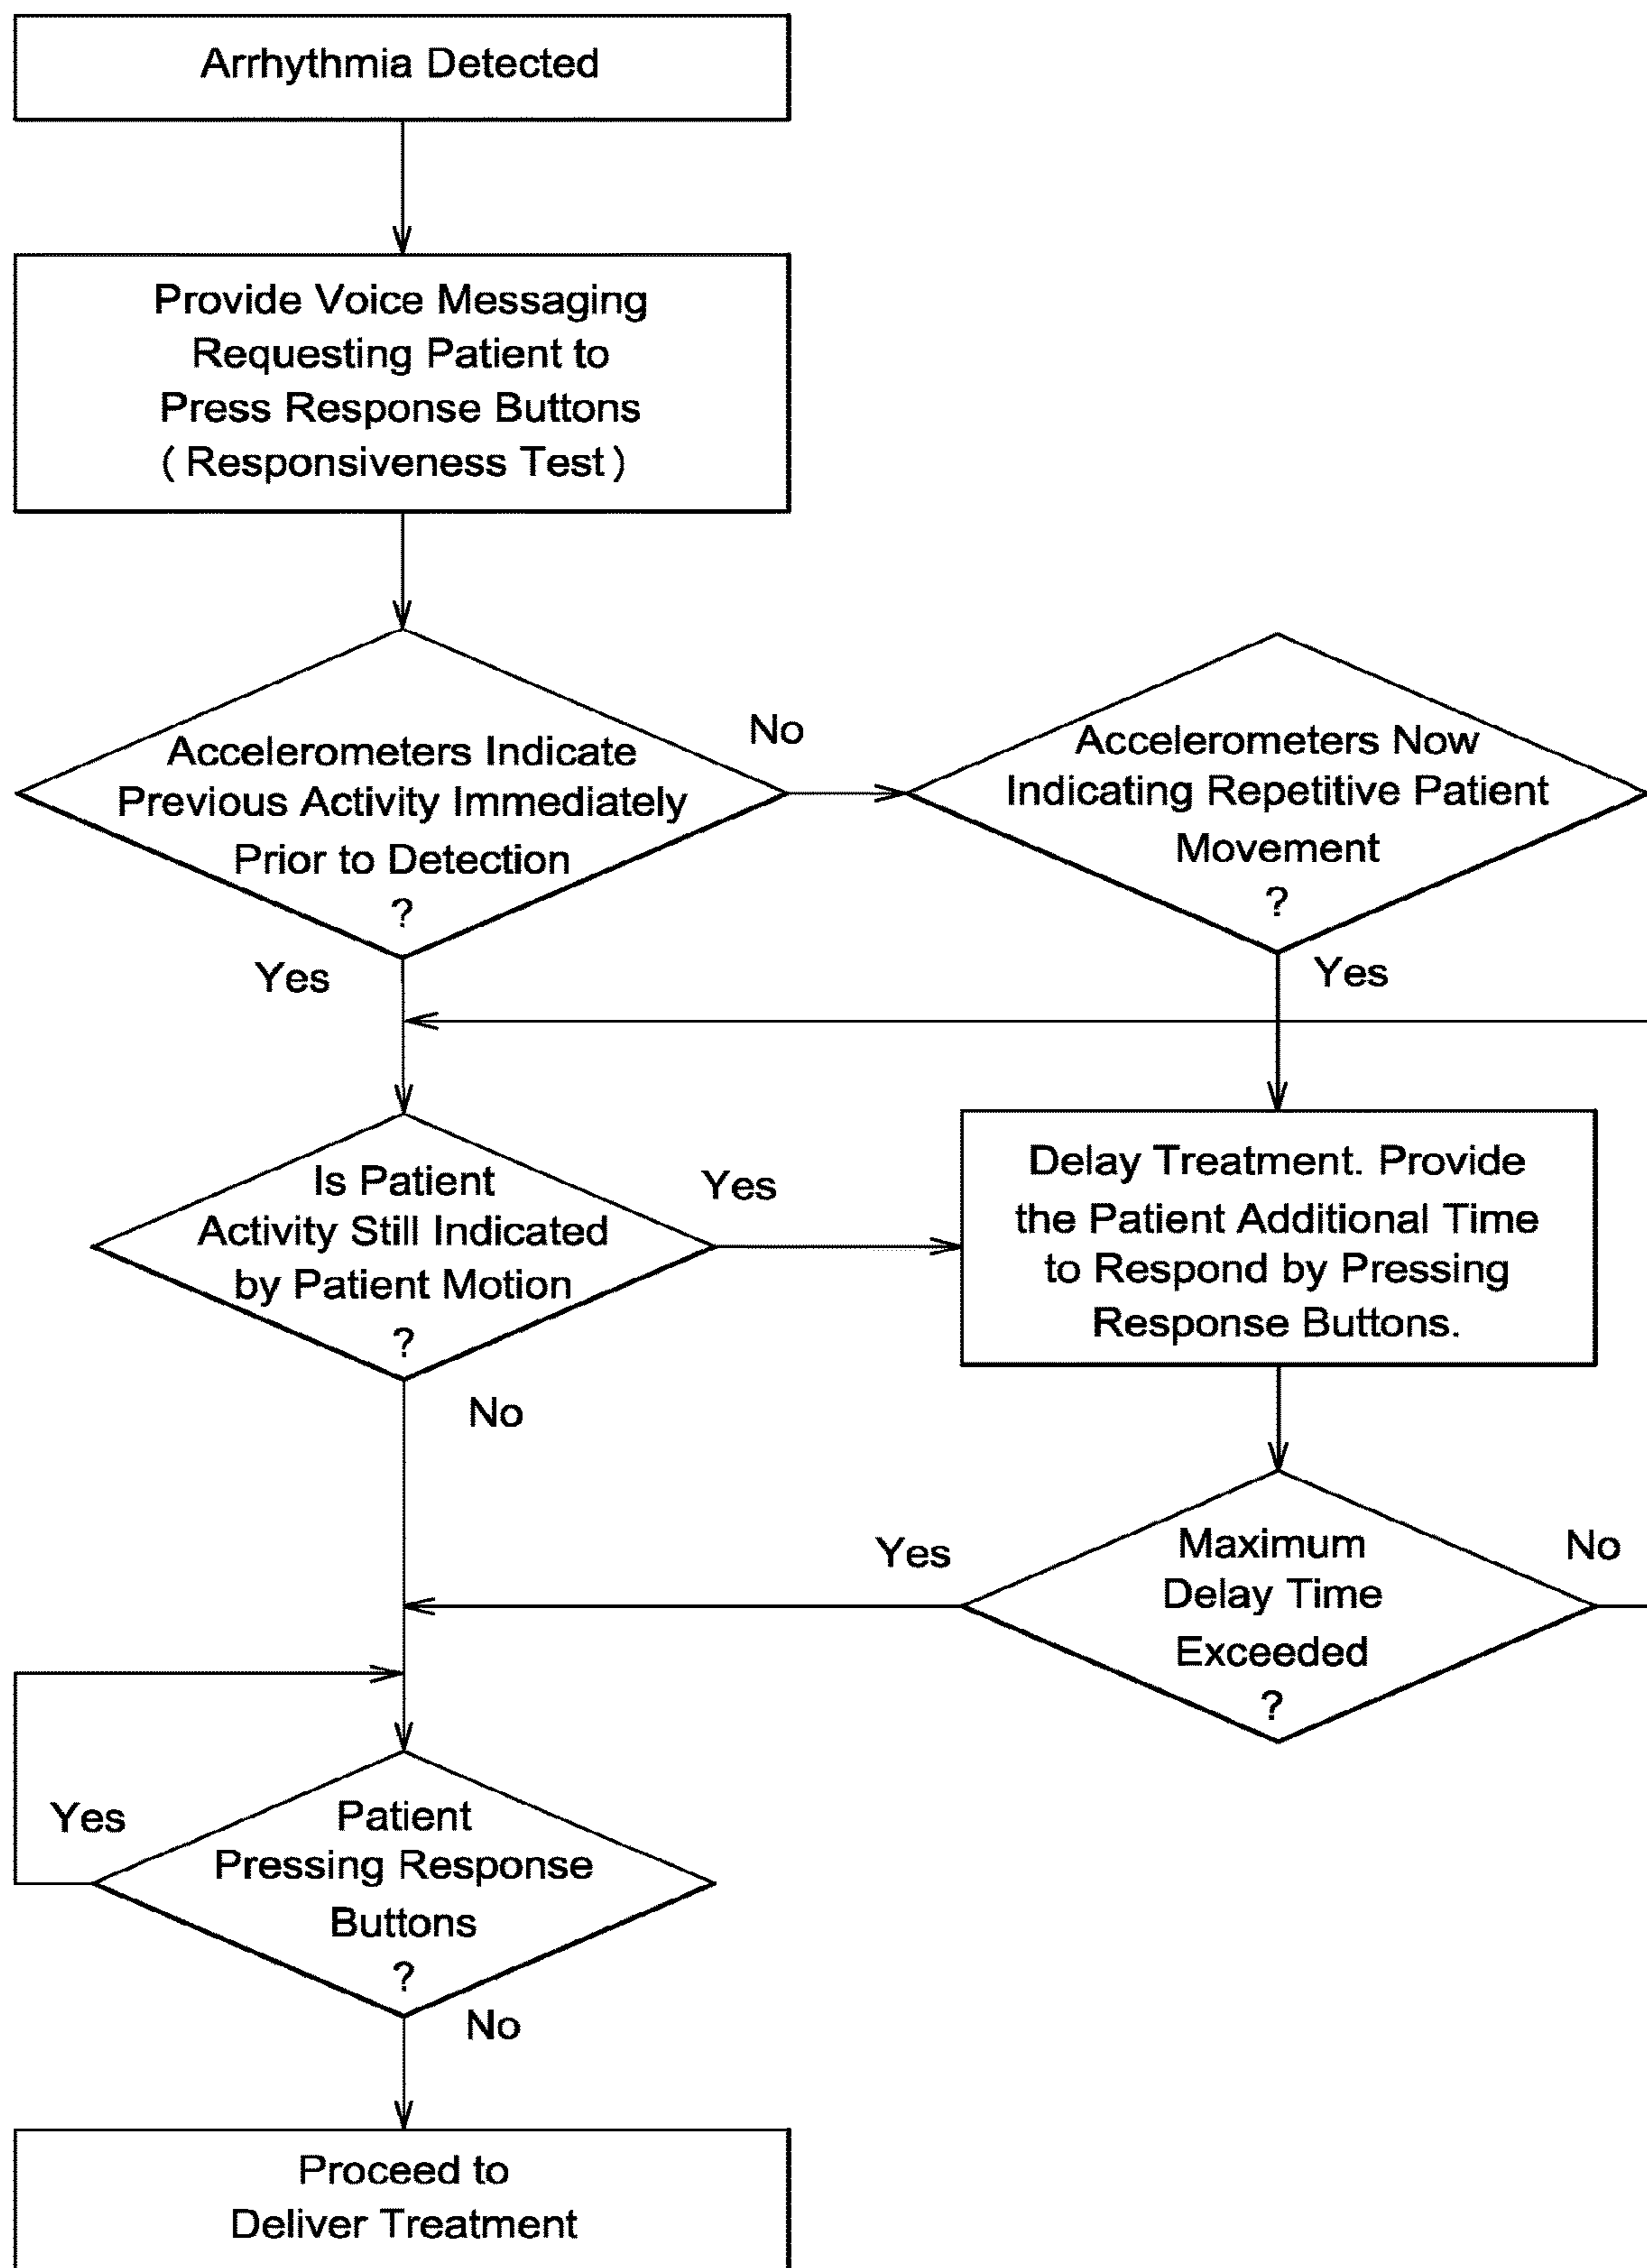 Arrhythmia Detected
Provide Voice Messaging
Requesting Patient to
Press Response Buttons
(Responsiveness Test)
Accelerometers Indicate
Previous Activity Immediately
Prior to Detection
?
No
Accelerometers Now
Indicating Repetitive Patient
Movement
?
Yes
Yes
Is Patient
Activity Still Indicated
by Patient Motion
?
Yes
Delay Treatment. Provide
the Patient Additional Time
to Respond by Pressing
Response Buttons.
No
Maximum
Delay Time
Exceeded
?
Yes
No
Patient
Pressing Response
Buttons
?
Yes
No
Proceed to
Deliver Treatment